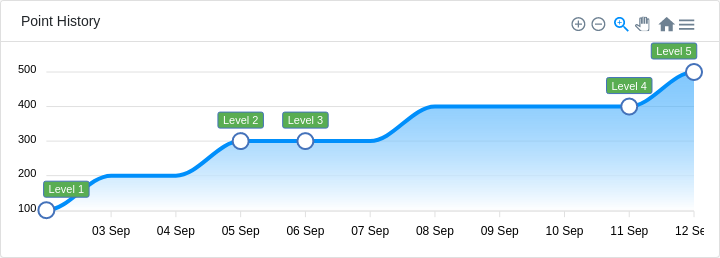 Point History
Level 5
500
Level 4
400
Level 2
Level 3
300
200
Level 1
100
03 Sep
04 Sep
05 Sep
06 Sep
07 Sep
08 Sep
09 Sep
10 Sep
11 Sep
12 Se